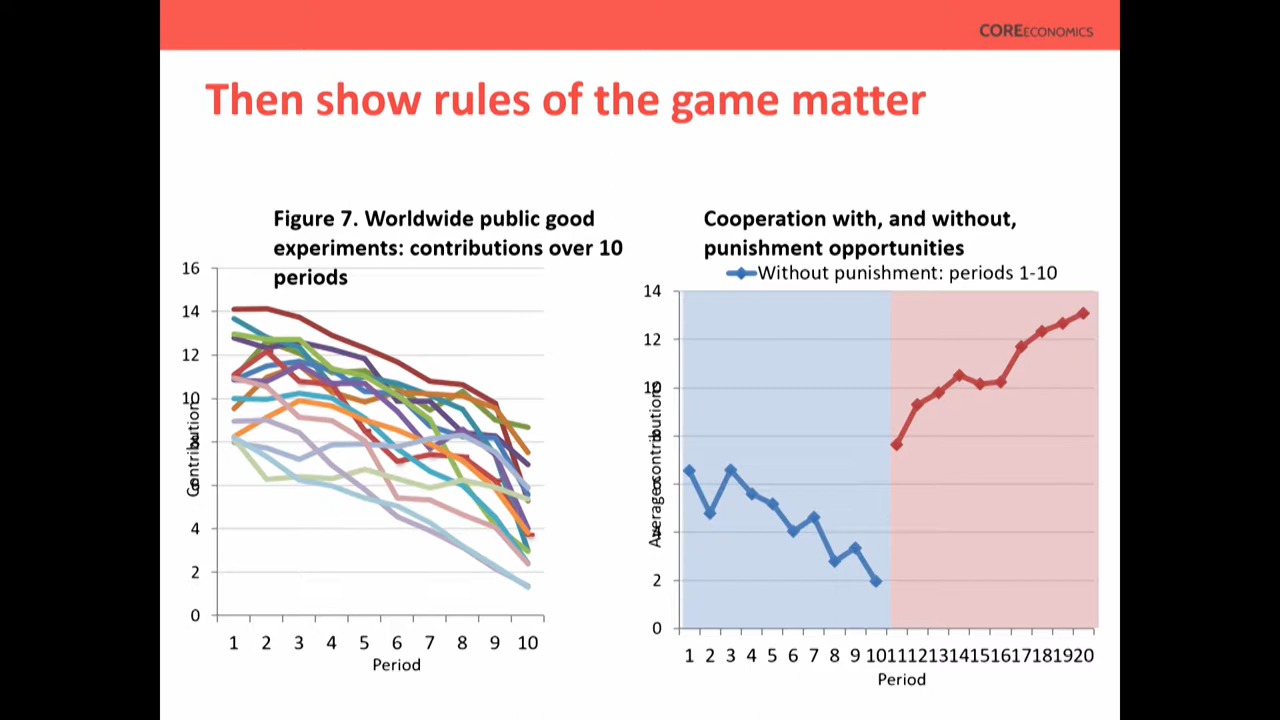 COREECONOMICS
Then show rules of the game matter
Figure 7. Worldwide public good
experiments: contributions over 10
periods
16
14
12
10
8
6
4
2
0
Contribution
1 2 3 4 5 6 7 8 9 10
Period
Cooperation with, and without,
punishment opportunities
Without punishment: periods 1-10
14
12
10
8
6
4
2
0
Average contributions
1 2 3 4 5 6 7 8 9 10 11 12 13 14 15 16 17 18 19 20
Period